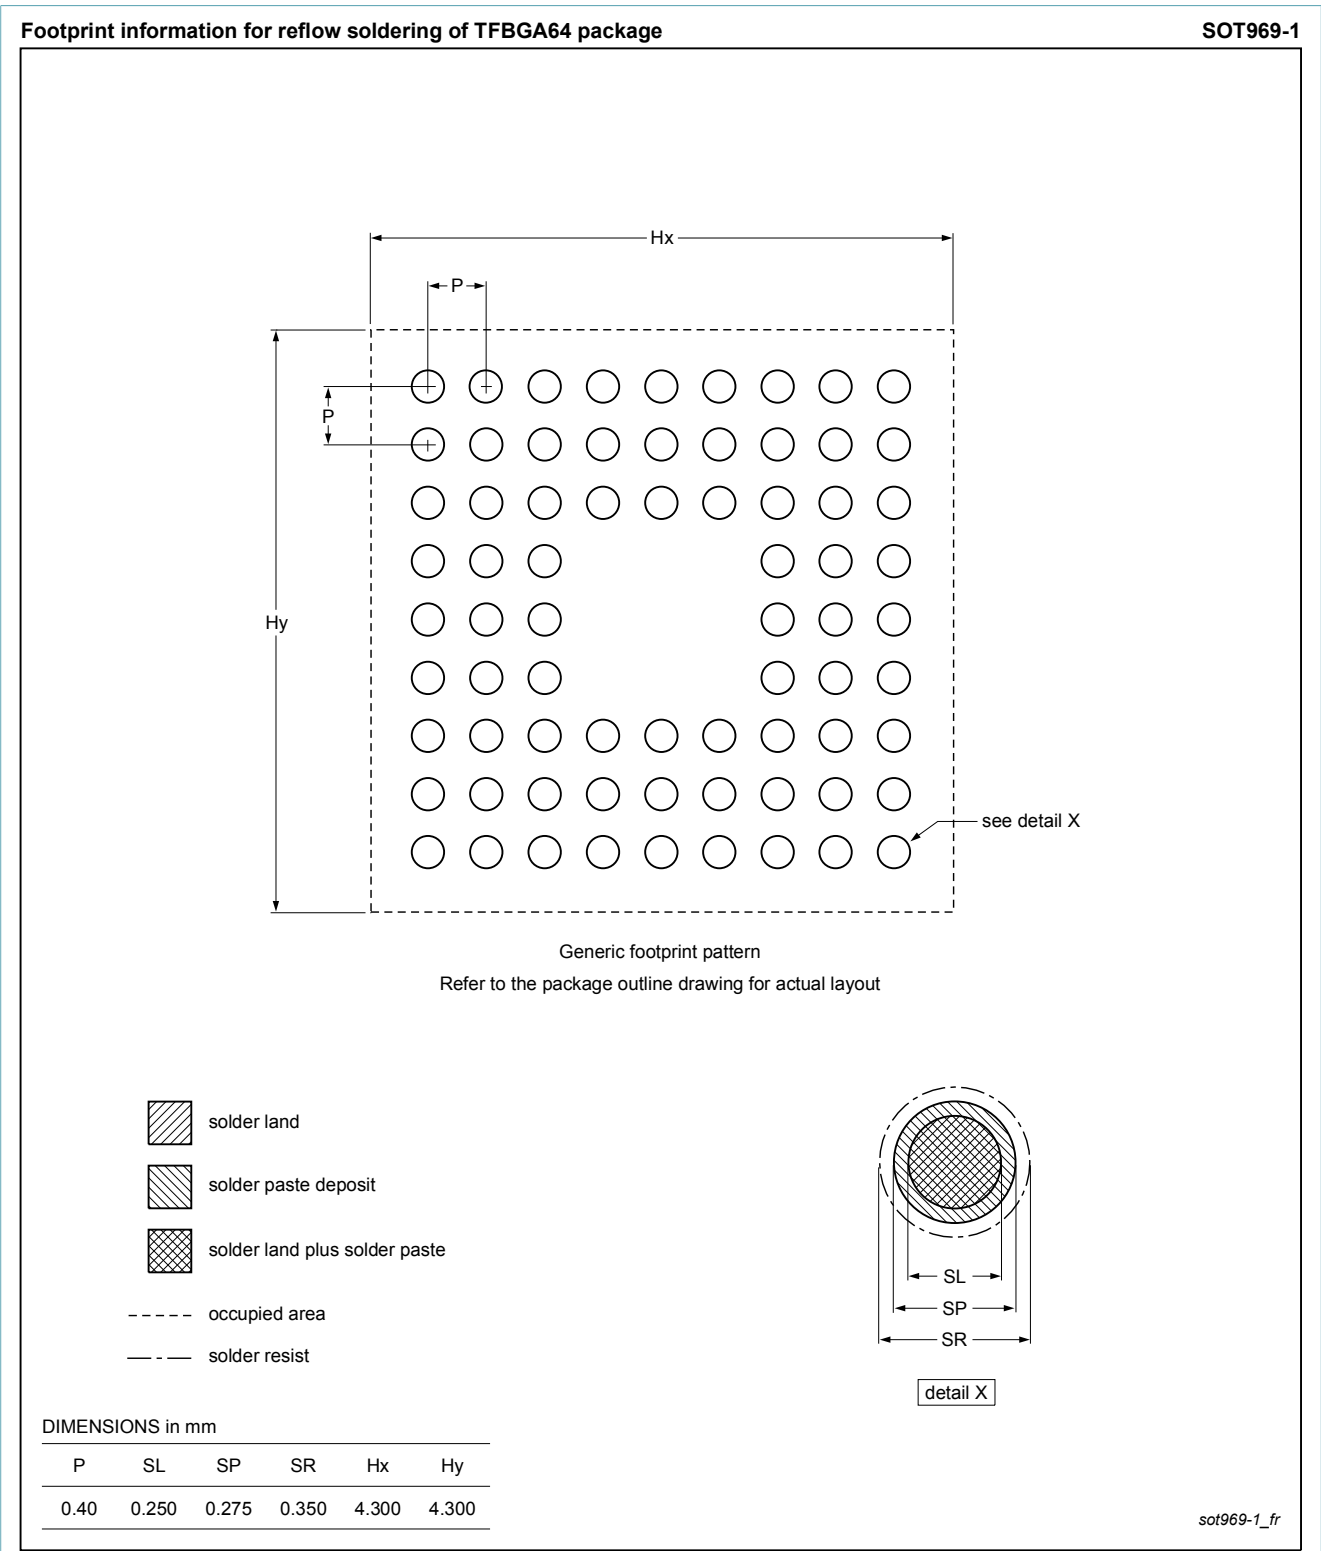 Footprint information for reflow soldering of TFBGA64 package SOT969-1
Hx
P
P
Hy
see detail X
Generic footprint pattern
Refer to the package outline drawing for actual layout
solder land
solder paste deposit
solder land plus solder paste
occupied area
solder resist
SL
SP
SR
detail X
DIMENSIONS in mm
P SL SP SR Hx Hy
0.40 0.250 0.275 0.350 4.300 4.300
sot969-1_fr